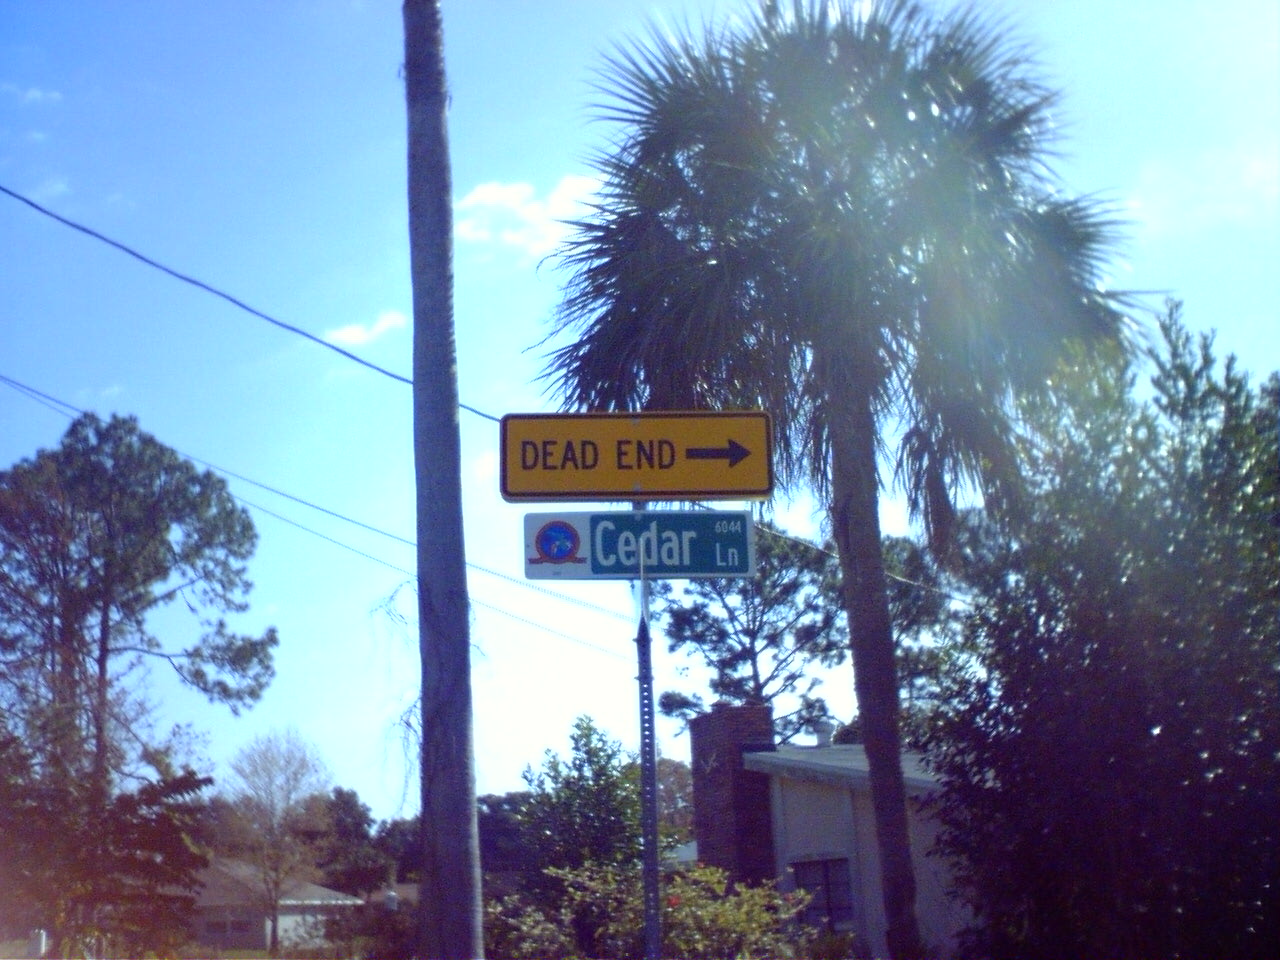 DEAD END
Cedar 6044 Ln